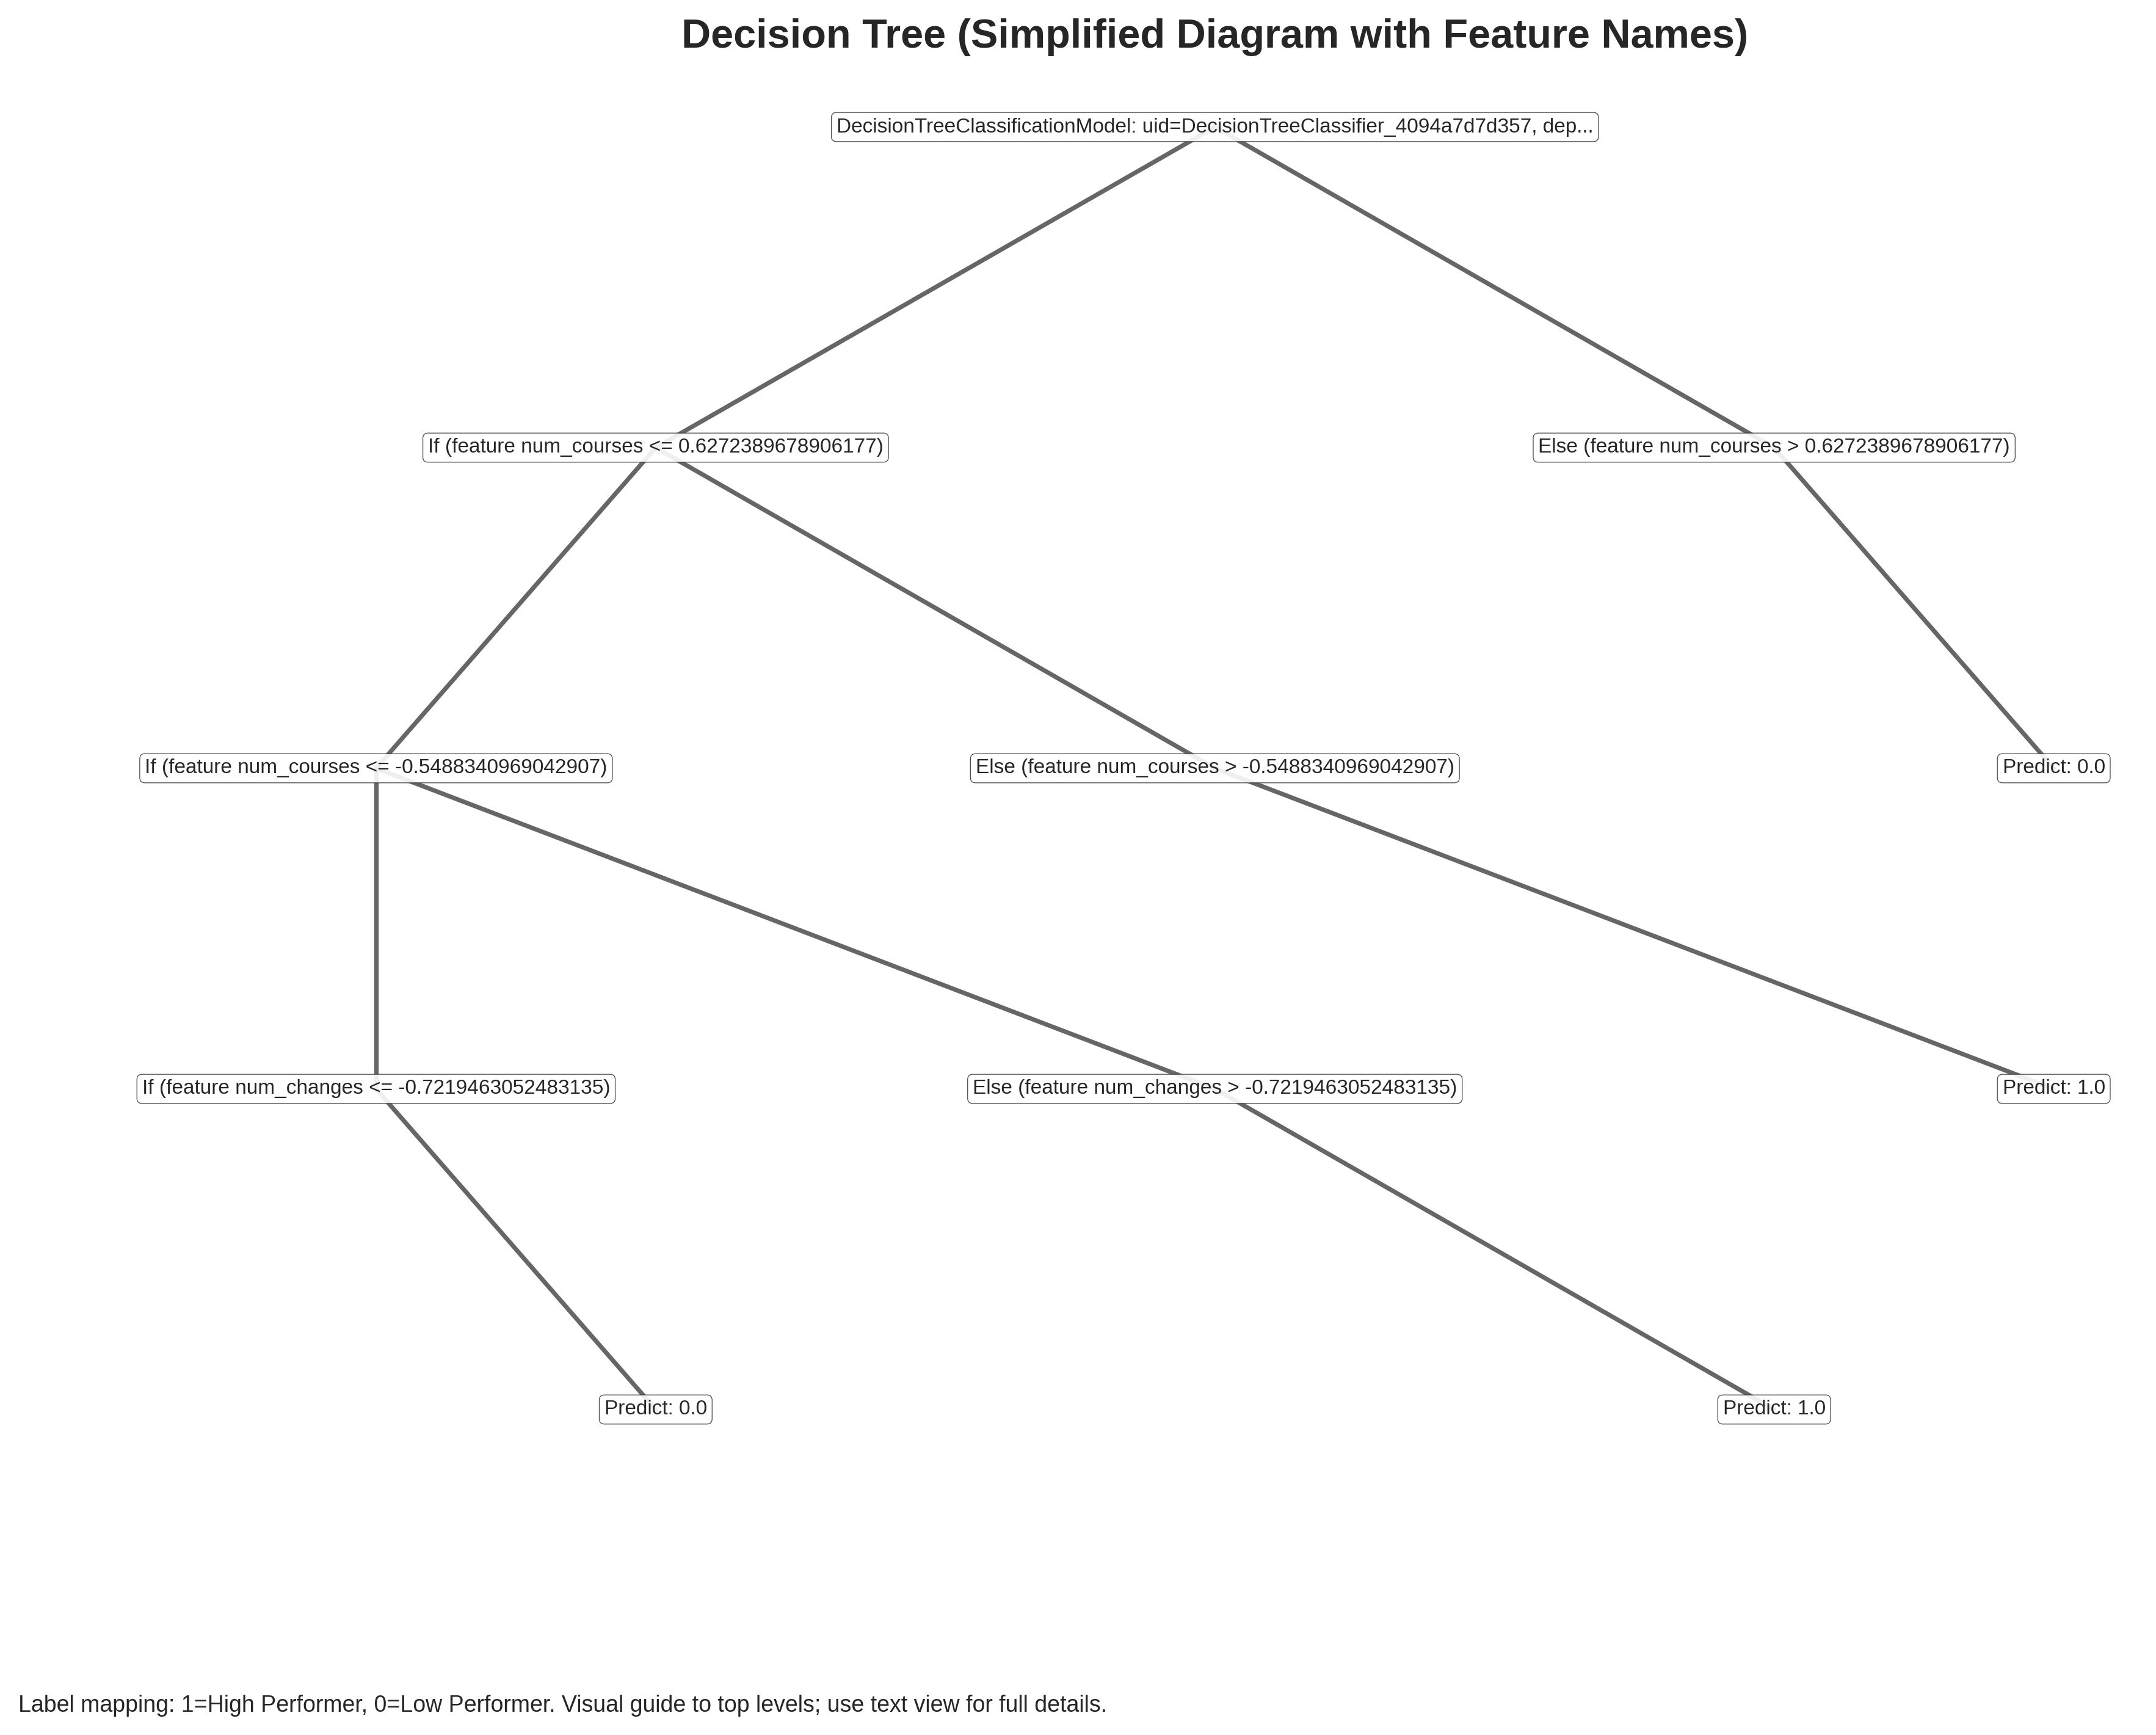 Decision Tree (Simplified Diagram with Feature Names)
DecisionTreeClassificationModel: uid=DecisionTreeClassifier_4094a7d7d357, dep...
If (feature num_courses <= 0.6272389678906177)
Else (feature num_courses > 0.6272389678906177)
If (feature num_courses <= -0.5488340969042907)
Else (feature num_courses > -0.5488340969042907)
Predict: 0.0
If (feature num_changes <= -0.7219463052483135)
Else (feature num_changes > -0.7219463052483135)
Predict: 1.0
Predict: 0.0
Predict: 1.0
Label mapping: 1=High Performer, 0=Low Performer. Visual guide to top levels; use text view for full details.